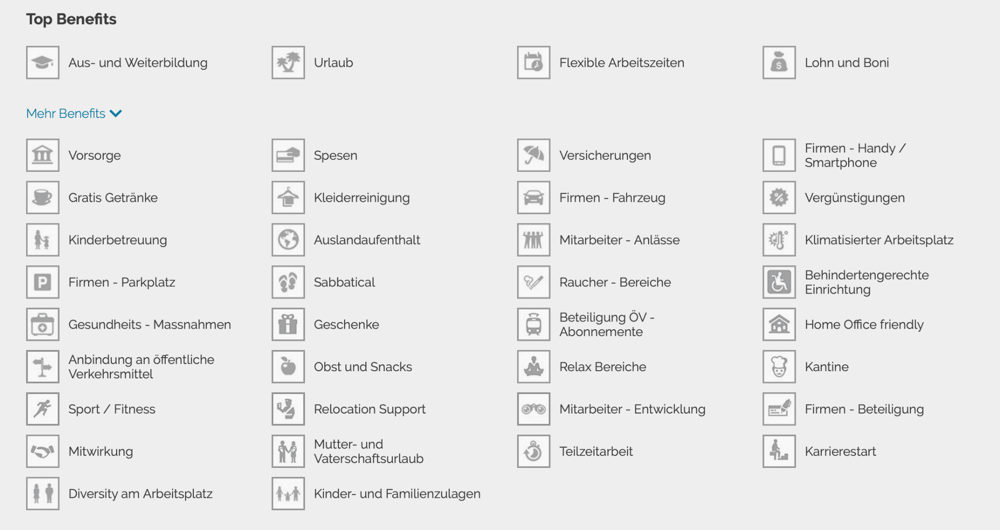 Top Benefits
Aus- und Weiterbildung
Urlaub
Flexible Arbeitszeiten
Lohn und Boni
Mehr Benefits
Vorsorge
Spesen
Versicherungen
Firmen - Handy /
Smartphone
Gratis Getränke
Kleiderreinigung
Firmen - Fahrzeug
Vergünstigungen
Kinderbetreuung
Auslandaufenthalt
Mitarbeiter - Anlässe
Klimatisierter Arbeitsplatz
Firmen - Parkplatz
Sabbatical
Raucher - Bereiche
Behindertengerechte
Einrichtung
Gesundheits - Massnahmen
Geschenke
Beteiligung ÖV -
Abonnemente
Home Office friendly
Anbindung an öffentliche
Verkehrsmittel
Obst und Snacks
Relax Bereiche
Kantine
Sport / Fitness
Relocation Support
Mitarbeiter - Entwicklung
Firmen - Beteiligung
Mitwirkung
Mutter- und
Vaterschaftsurlaub
Teilzeitarbeit
Karrierestart
Diversity am Arbeitsplatz
Kinder- und Familienzulagen